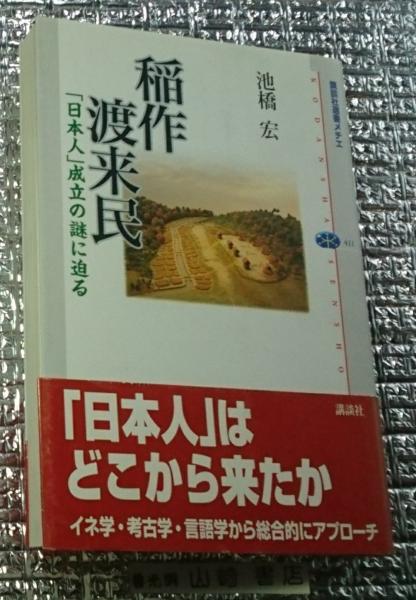 稲作
渡来民
「日本人」成立の謎に迫る
池橋 宏
講談社選書メチエ
KODANSHA SENSHO
411
講談社
「日本人」は
どこから来たか
イネ学・考古学・言語学から総合的にアプローチ
山崎書店